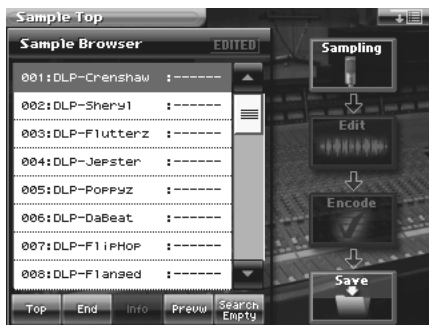 Sample Top
Sample Browser EDITED
001:DLP-Crenshaw :------
002:DLP-Sheryl :------
003:DLP-Flutterz :------
004:DLP-Jepster :------
005:DLP-Poppyz :------
006:DLP-DaBeat :------
007:DLP-FlipHop :------
008:DLP-Flanged :------
Top End Info Prevw Search Empty
Sampling
Edit
Encode
Save